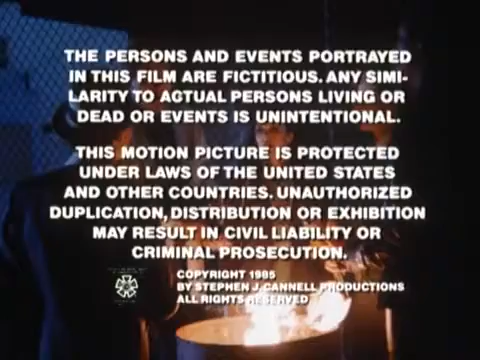 THE PERSONS AND EVENTS PORTRAYED
IN THIS FILM ARE FICTITIOUS. ANY SIMI-
LARITY TO ACTUAL PERSONS LIVING OR
DEAD OR EVENTS IS UNINTENTIONAL.
THIS MOTION PICTURE IS PROTECTED
UNDER LAWS OF THE UNITED STATES
AND OTHER COUNTRIES. UNAUTHORIZED
DUPLICATION, DISTRIBUTION OR EXHIBITION
MAY RESULT IN CIVIL LIABILITY OR
CRIMINAL PROSECUTION.
COPYRIGHT 1985
BY STEPHEN J. CANNELL PRODUCTIONS
ALL RIGHTS RESERVED